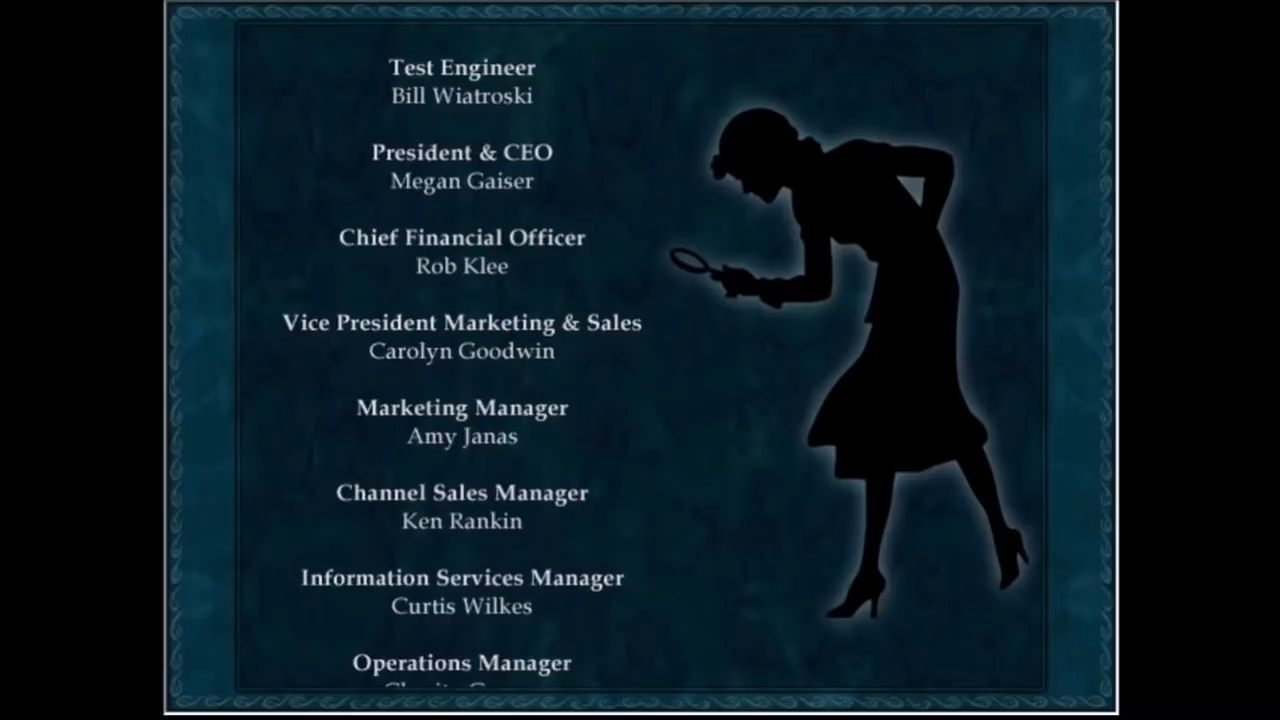 Test Engineer
Bill Wiatroski
President & CEO
Megan Gaiser
Chief Financial Officer
Rob Klee
Vice President Marketing & Sales
Carolyn Goodwin
Marketing Manager
Amy Janas
Channel Sales Manager
Ken Rankin
Information Services Manager
Curtis Wilkes
Operations Manager